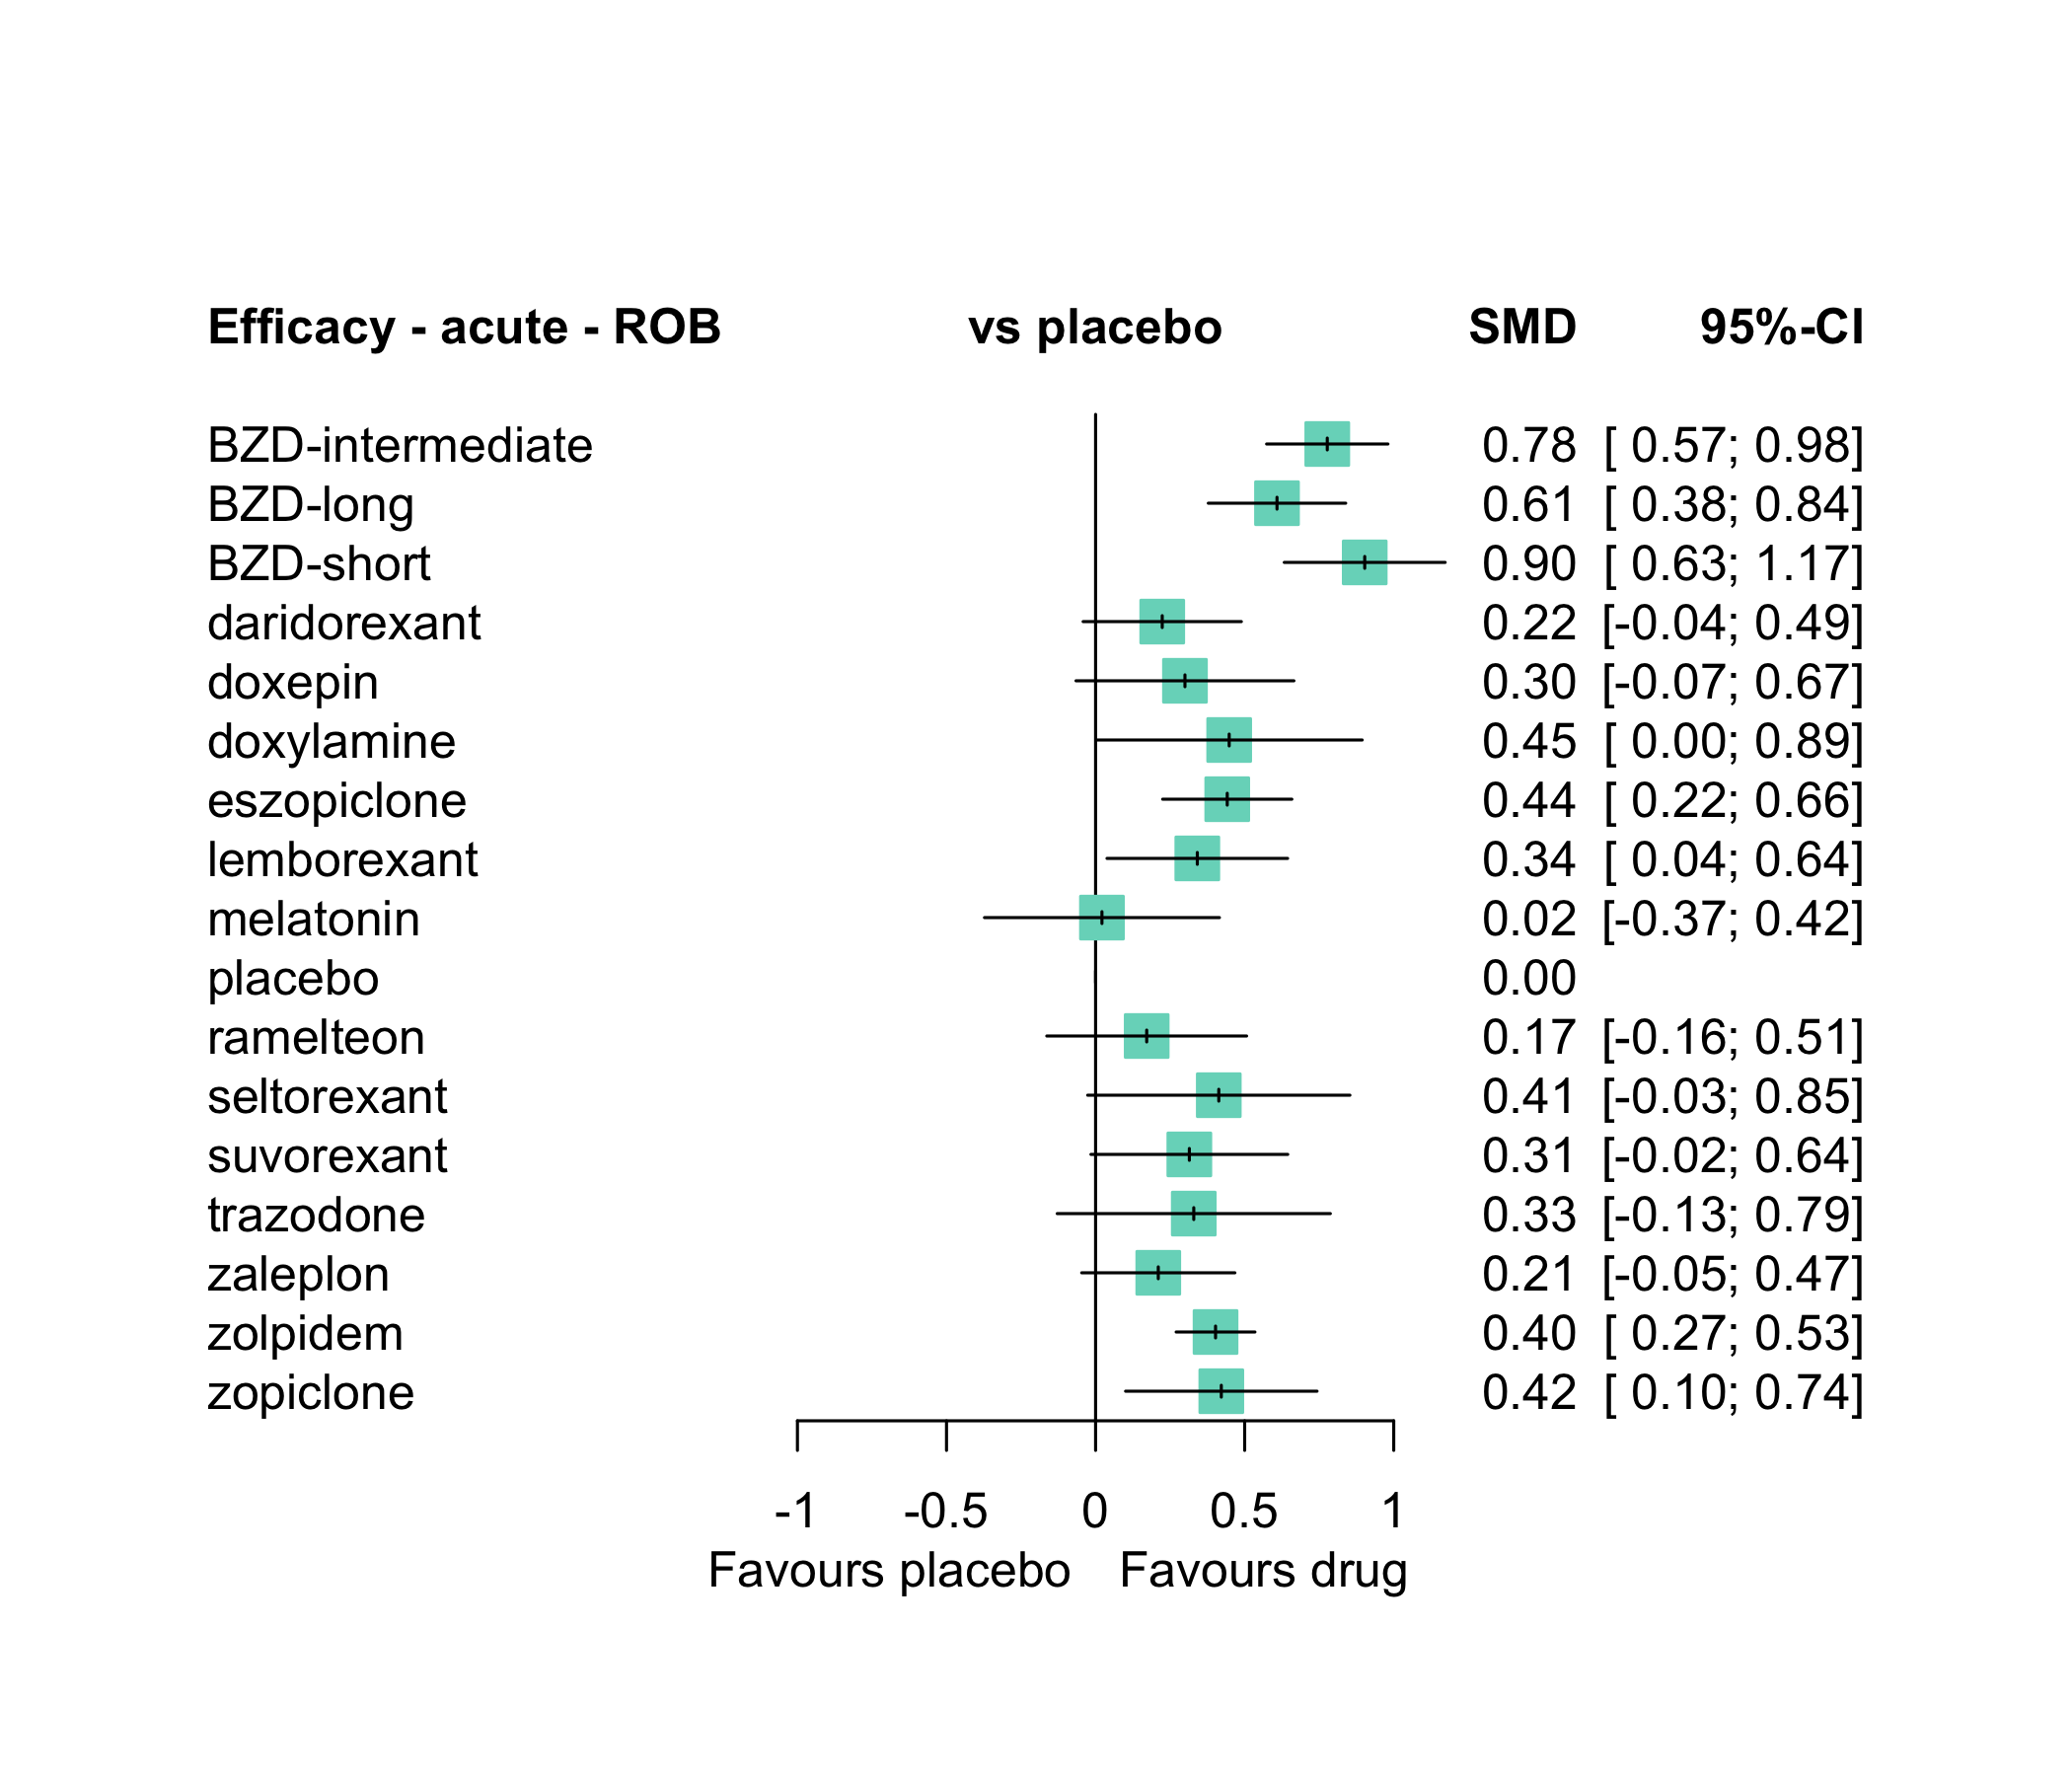 Efficacy - acute - ROB vs placebo SMD 95%-CI
BZD-intermediate 0.78 [ 0.57; 0.98]
BZD-long 0.61 [ 0.38; 0.84]
BZD-short 0.90 [ 0.63; 1.17]
daridorexant 0.22 [-0.04; 0.49]
doxepin 0.30 [-0.07; 0.67]
doxylamine 0.45 [ 0.00; 0.89]
eszopiclone 0.44 [ 0.22; 0.66]
lemborexant 0.34 [ 0.04; 0.64]
melatonin 0.02 [-0.37; 0.42]
placebo 0.00
ramelteon 0.17 [-0.16; 0.51]
seltorexant 0.41 [-0.03; 0.85]
suvorexant 0.31 [-0.02; 0.64]
trazodone 0.33 [-0.13; 0.79]
zaleplon 0.21 [-0.05; 0.47]
zolpidem 0.40 [ 0.27; 0.53]
zopiclone 0.42 [ 0.10; 0.74]
-1 -0.5 0 0.5 1
Favours placebo Favours drug